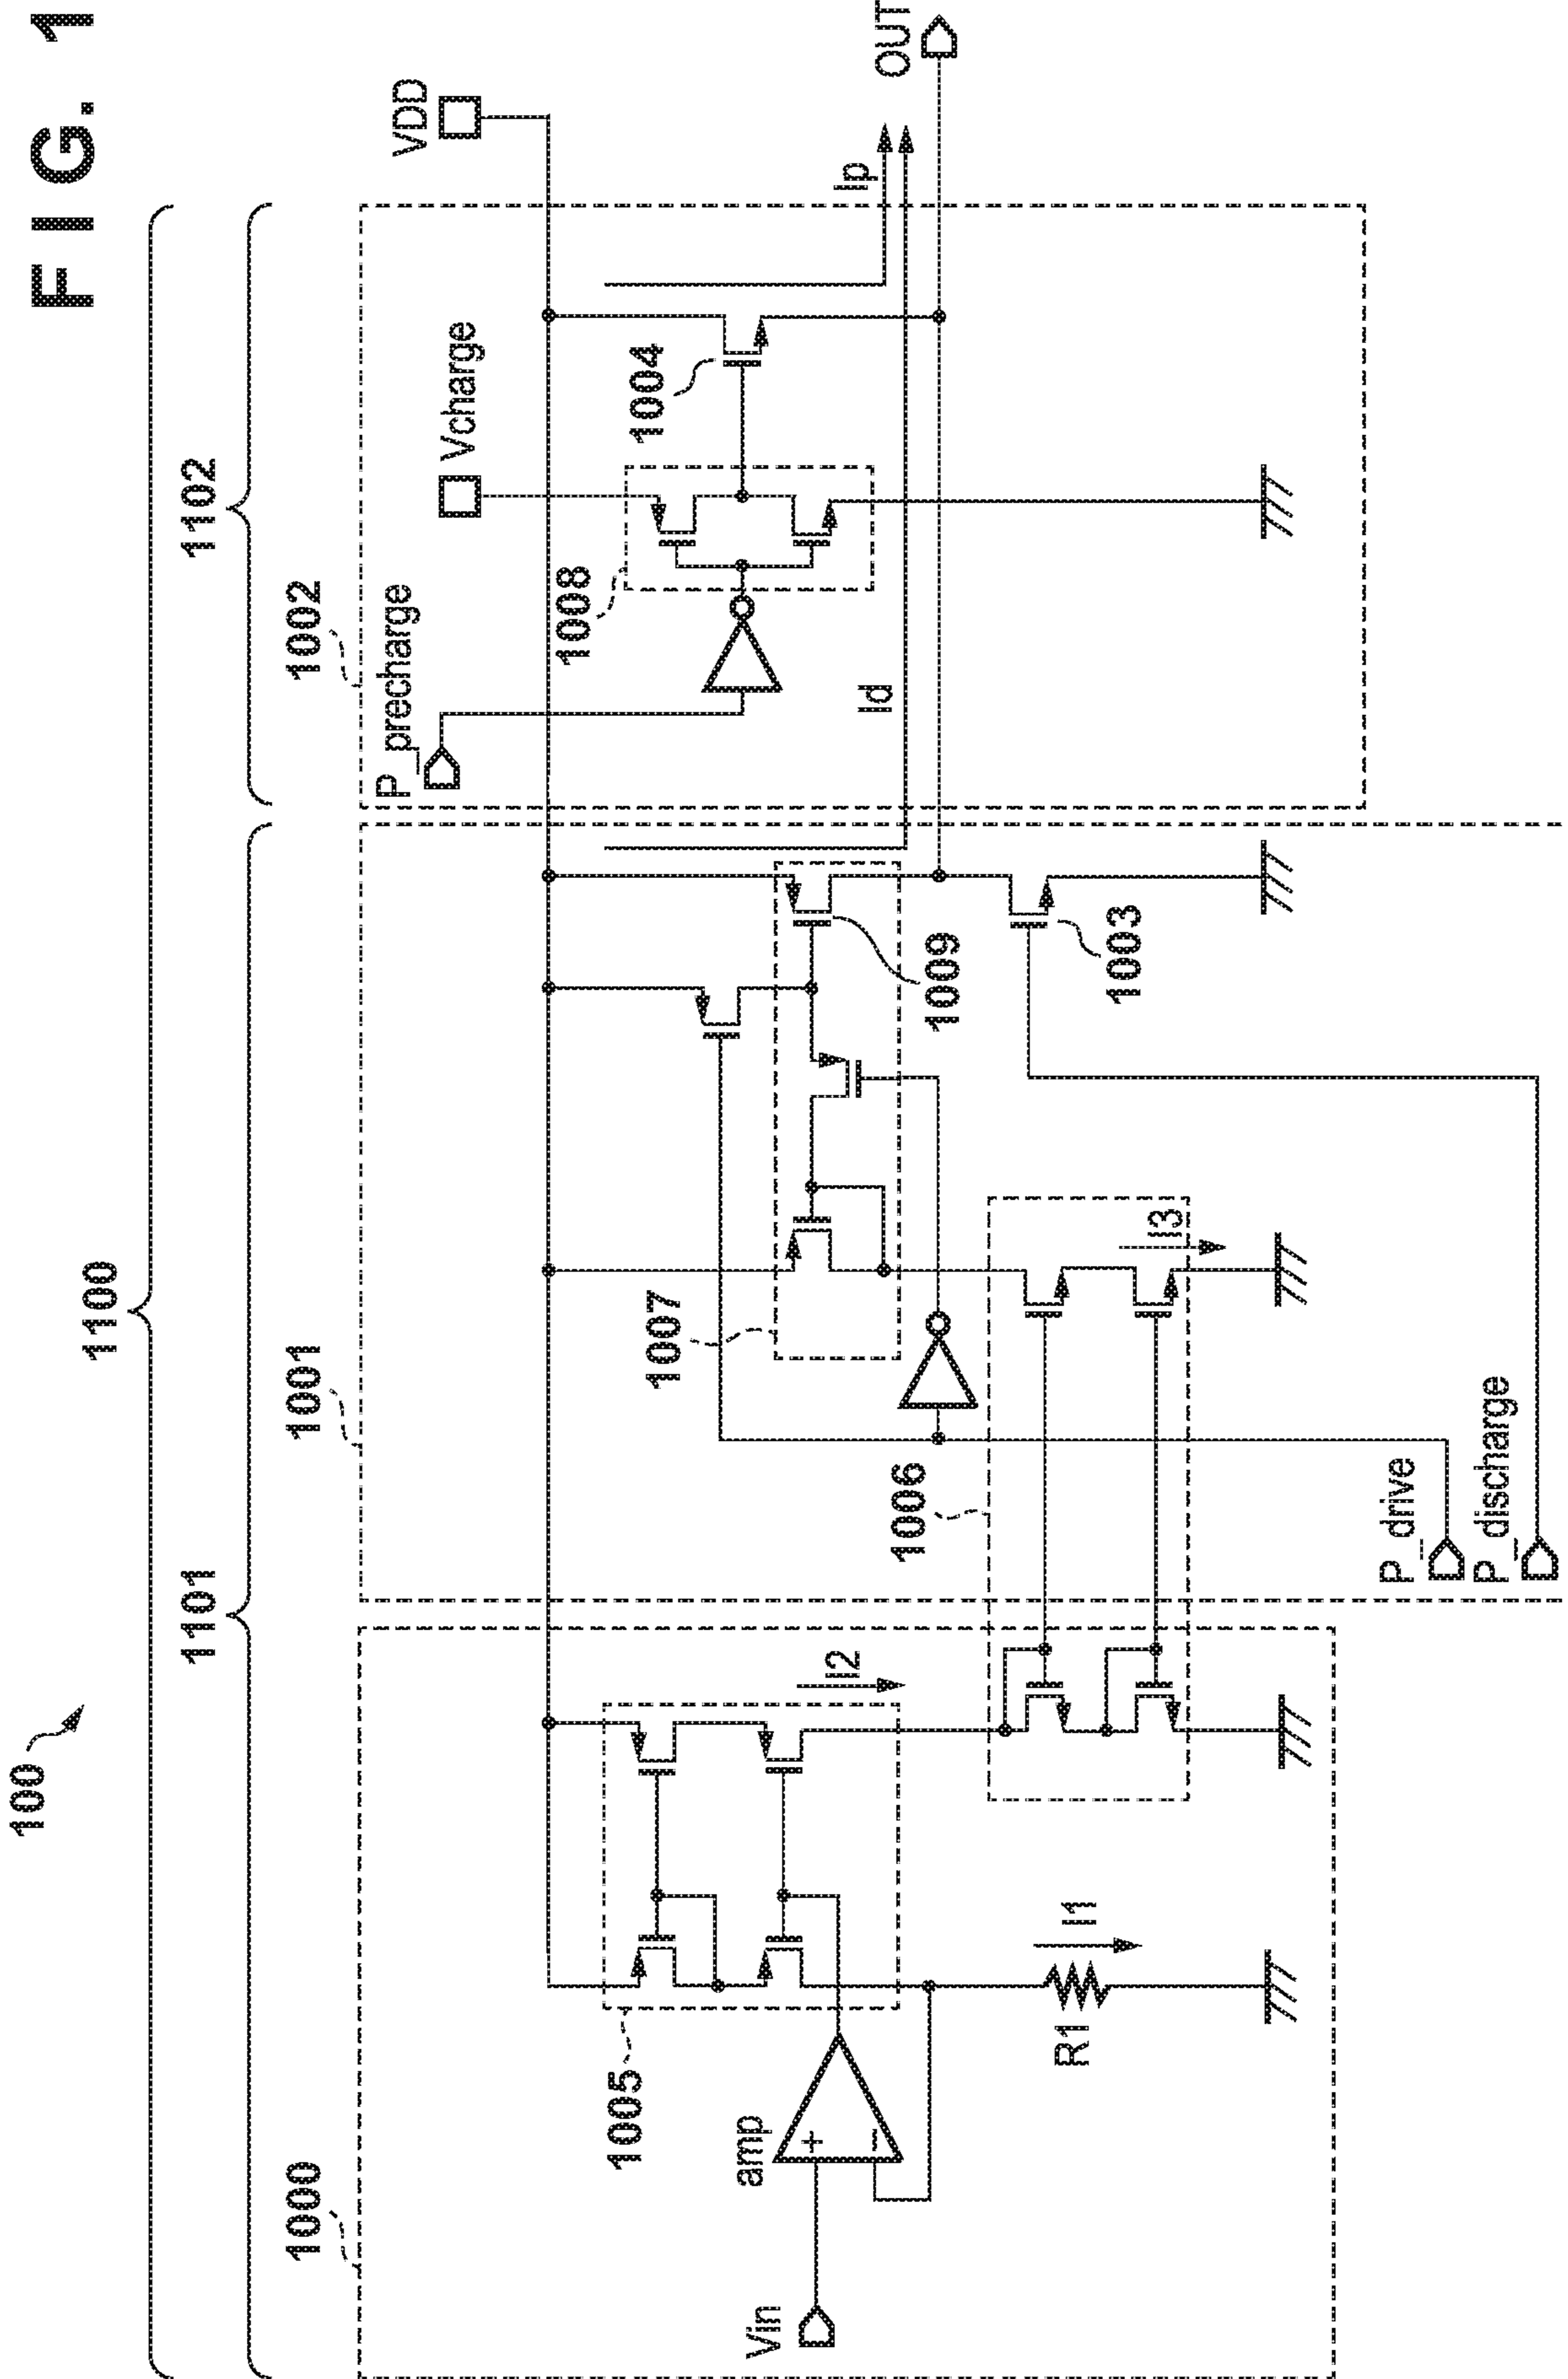 FIG. 1
100
1100
1101
1102
1000
1001
1002
VDD
Vcharge
P_precharge
1004
1008
Ip
OUT
Id
1005
I2
amp
+
−
Vin
R1
I1
1007
1009
1003
1006
I3
P_drive
P_discharge